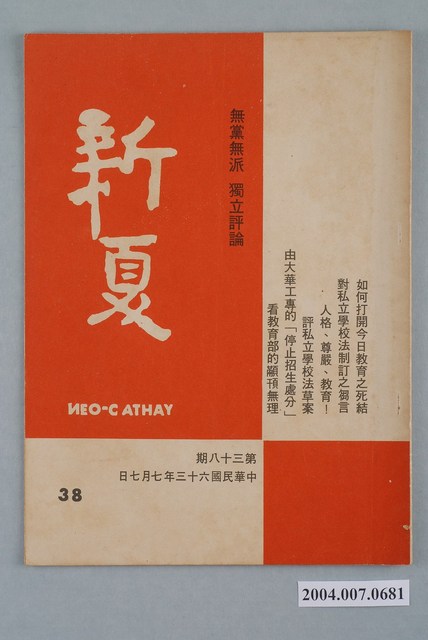 新夏
NEO-CATHAY
無黨無派 獨立評論
如何打開今日教育之死結
對私立學校法制訂之芻言
人格、尊嚴、教育！
評私立學校法草案
由大華工專的「停止招生處分」
看教育部的顢刊無理
第三十八期
中華民國六十三年七月七日
38
2004.007.0681